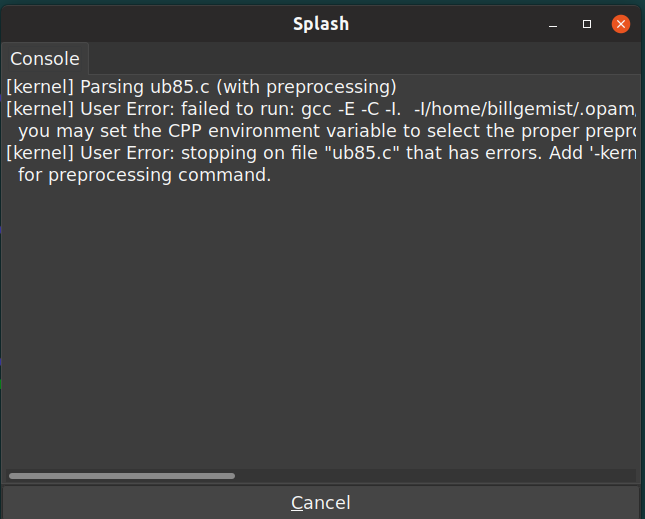 Splash
Console
[kernel] Parsing ub85.c (with preprocessing)
[kernel] User Error: failed to run: gcc -E -C -I.  -I/home/billgemist/.opam/
you may set the CPP environment variable to select the proper prepro
[kernel] User Error: stopping on file "ub85.c" that has errors. Add '-kern
for preprocessing command.
Cancel